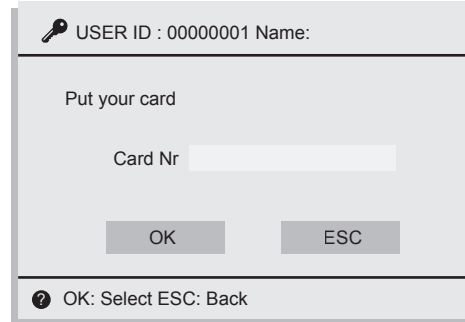 USER ID : 00000001 Name:
Put your card
Card Nr
OK ESC
? OK: Select ESC: Back